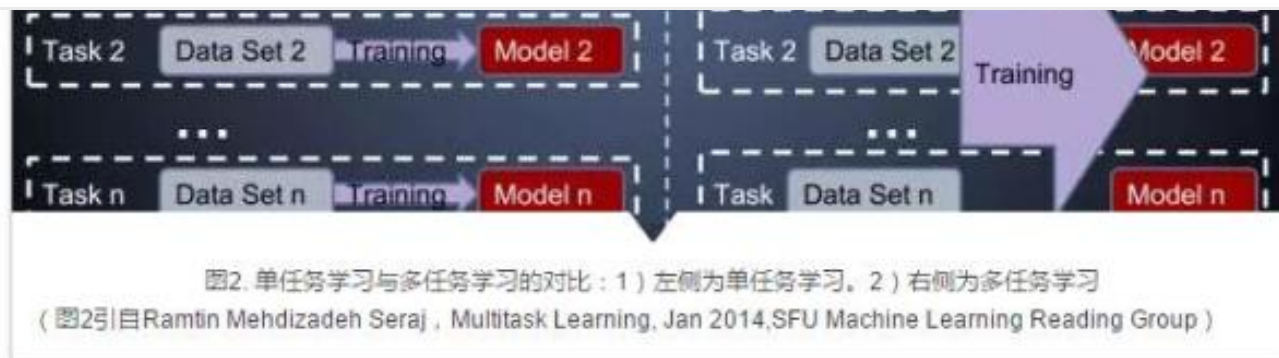 Task 2 Data Set 2 Training Model 2 Task 2 Data Set 2 Training Model 2
... ...
Task n Data Set n Training Model n Task Data Set n Model n
图2. 单任务学习与多任务学习的对比：1）左侧为单任务学习。2）右侧为多任务学习
（图2引自Ramtin Mehdizadeh Seraj，Multitask Learning, Jan 2014,SFU Machine Learning Reading Group）